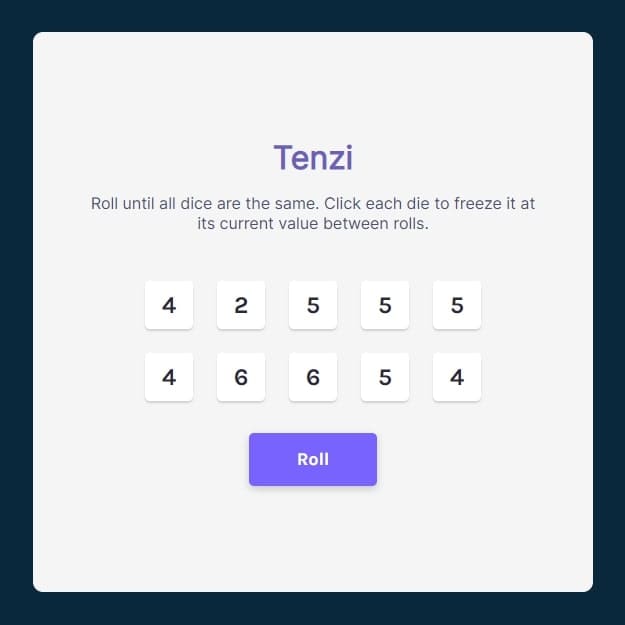 Tenzi
Roll until all dice are the same. Click each die to freeze it at
its current value between rolls.
4 2 5 5 5
4 6 6 5 4
Roll